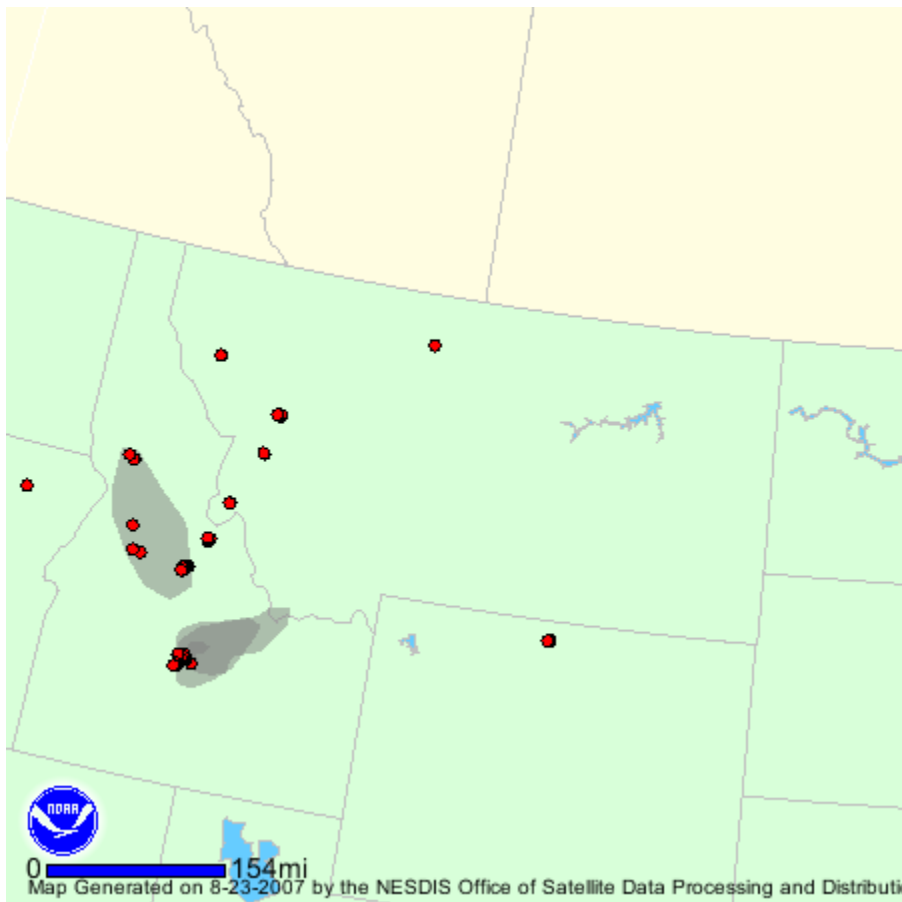 NOAA
0 154mi
Map Generated on 8-23-2007 by the NESDIS Office of Satellite Data Processing and Distributi